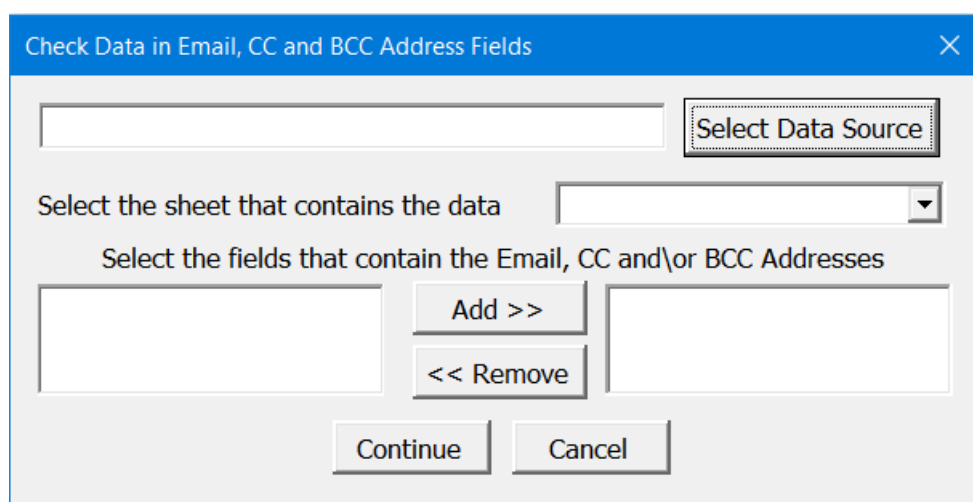 Check Data in Email, CC and BCC Address Fields
Select Data Source
Select the sheet that contains the data
Select the fields that contain the Email, CC and\or BCC Addresses
Add >>
<< Remove
Continue Cancel